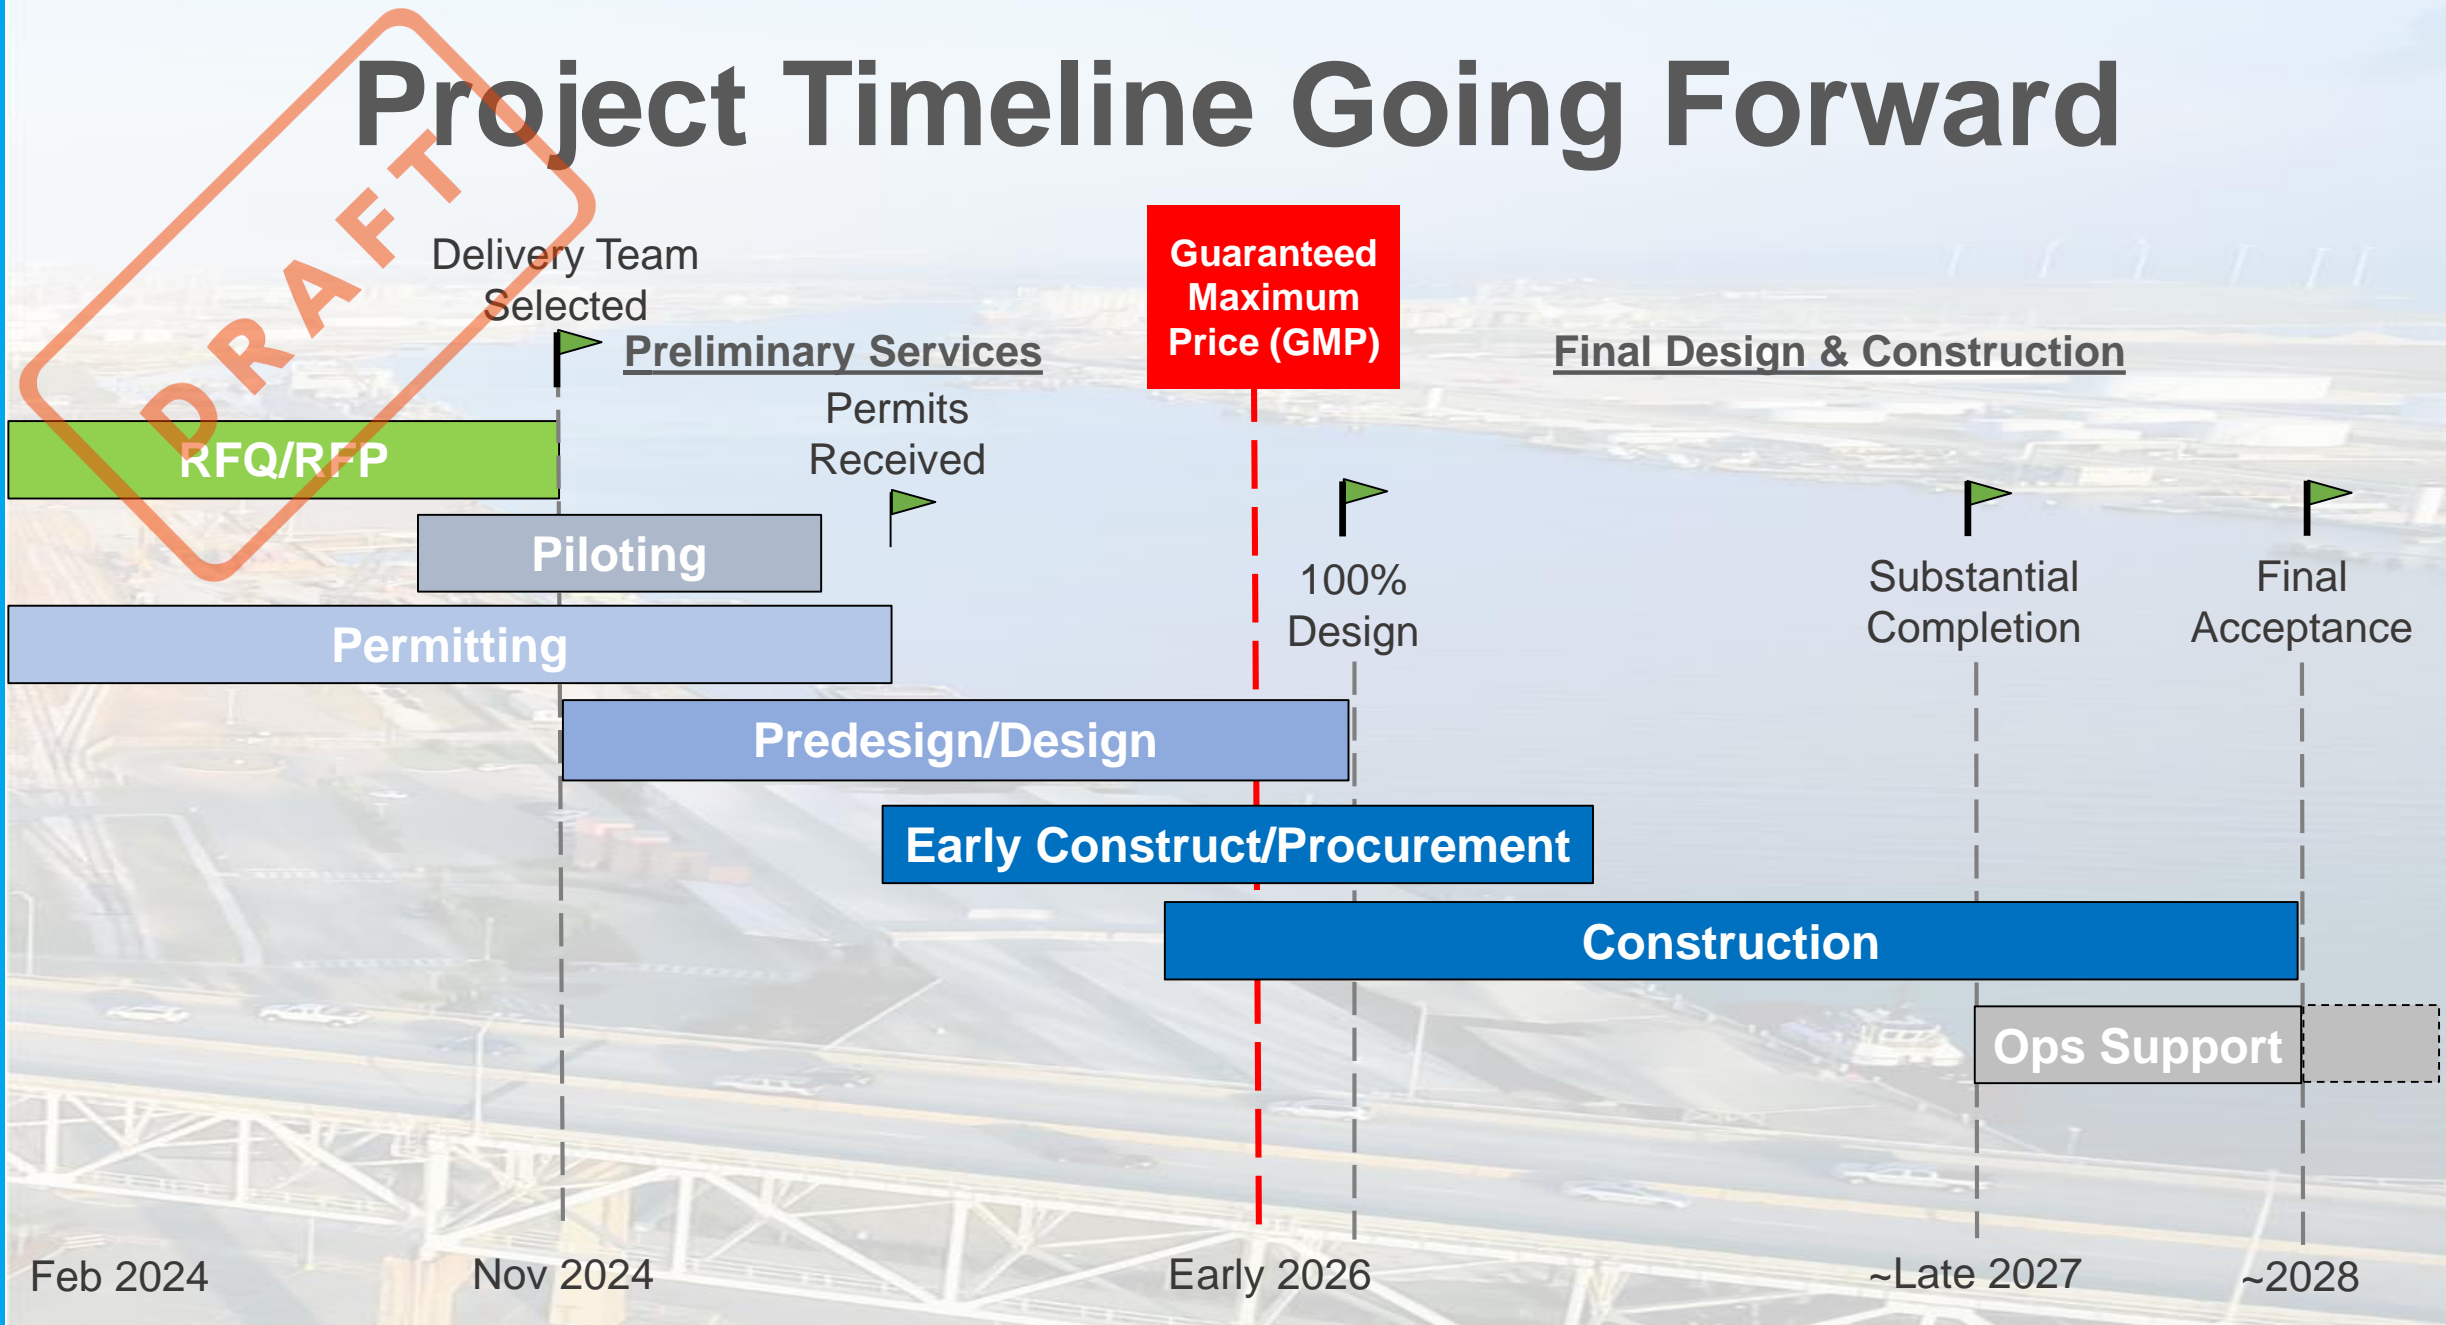 Project Timeline Going Forward
DRAFT
Delivery Team
Selected
Preliminary Services
Guaranteed
Maximum
Price (GMP)
Final Design & Construction
Permits
Received
RFQ/RFP
Piloting
100%
Design
Substantial
Completion
Final
Acceptance
Permitting
Predesign/Design
Early Construct/Procurement
Construction
Ops Support
Feb 2024
Nov 2024
Early 2026
~Late 2027
~2028